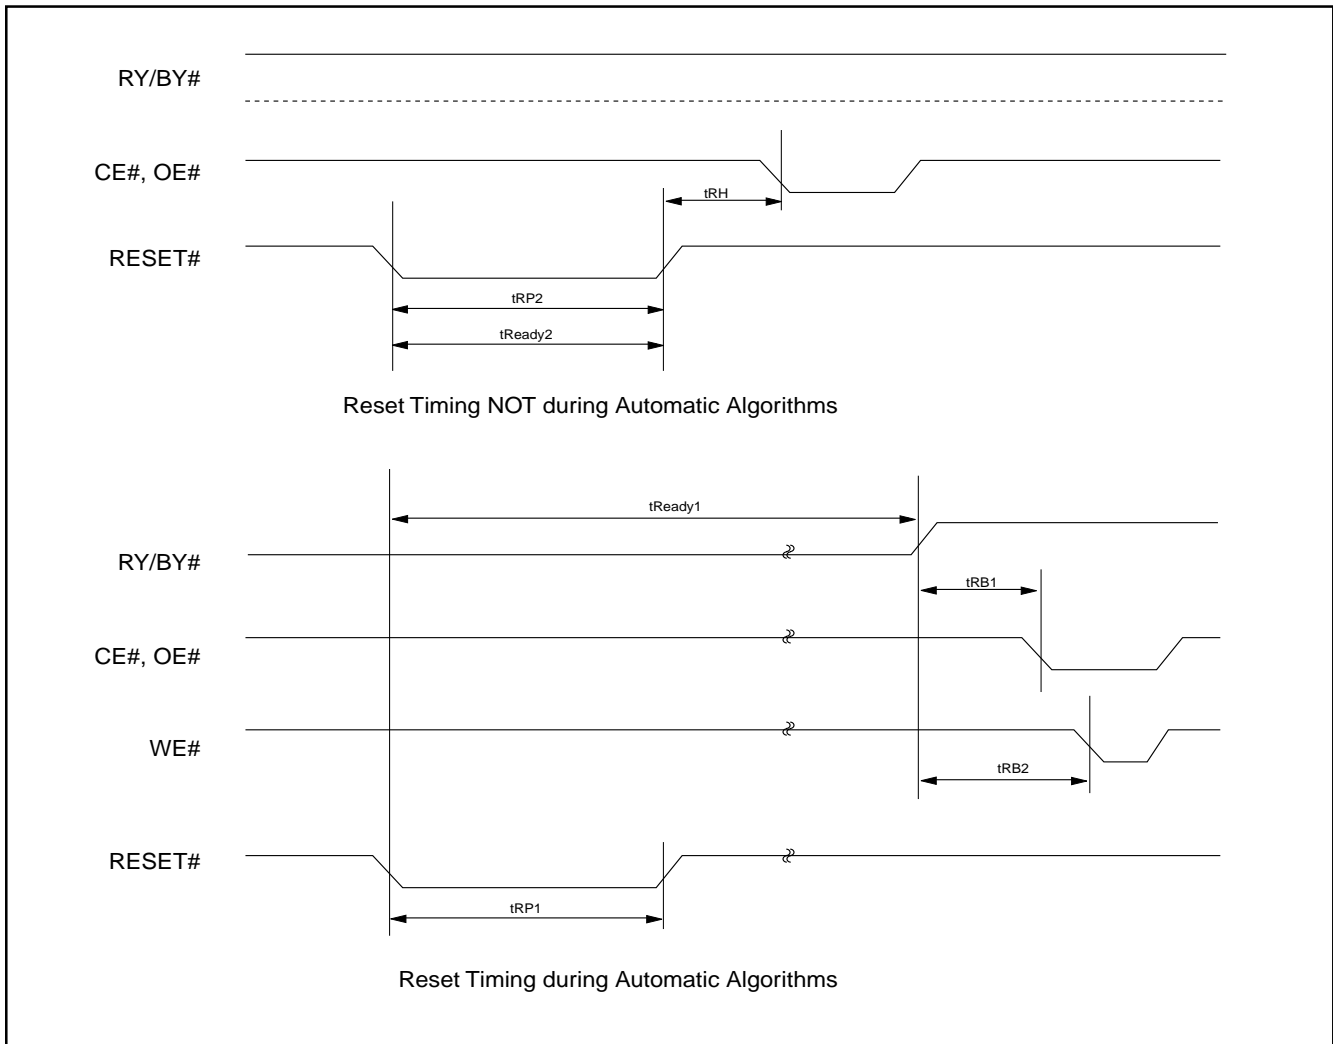 RY/BY#
CE#, OE#
tRH
RESET#
tRP2
tReady2
Reset Timing NOT during Automatic Algorithms
tReady1
RY/BY#
tRB1
CE#, OE#
WE#
tRB2
RESET#
tRP1
Reset Timing during Automatic Algorithms